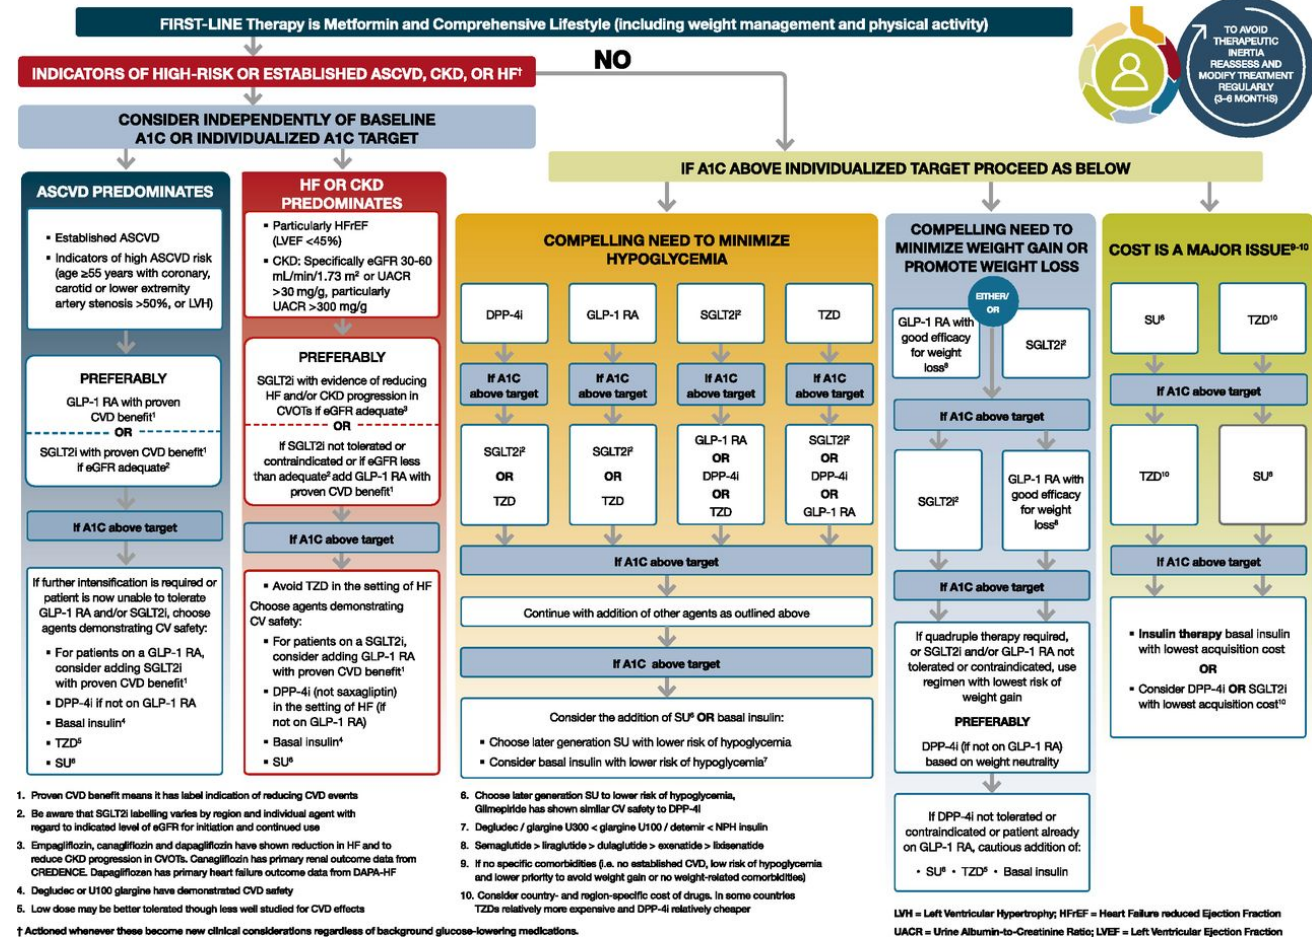 FIRST-LINE Therapy is Metformin and Comprehensive Lifestyle (including weight management and physical activity)
TO AVOID
THERAPEUTIC
INERTIA
REASSESS AND
MODIFY TREATMENT
REGULARLY
(3-6 MONTHS)
INDICATORS OF HIGH-RISK OR ESTABLISHED ASCVD, CKD, OR HF†
NO
CONSIDER INDEPENDENTLY OF BASELINE
A1C OR INDIVIDUALIZED A1C TARGET
IF A1C ABOVE INDIVIDUALIZED TARGET PROCEED AS BELOW
ASCVD PREDOMINATES
▪ Established ASCVD
▪ Indicators of high ASCVD risk
(age ≥55 years with coronary,
carotid or lower extremity
artery stenosis >50%, or LVH)
PREFERABLY
GLP-1 RA with proven
CVD benefit¹
OR
SGLT2i with proven CVD benefit¹
if eGFR adequate²
If A1C above target
If further intensification is required or
patient is now unable to tolerate
GLP-1 RA and/or SGLT2i, choose
agents demonstrating CV safety:
▪ For patients on a GLP-1 RA,
consider adding SGLT2i
with proven CVD benefit¹
▪ DPP-4i if not on GLP-1 RA
▪ Basal insulin⁴
▪ TZD⁵
▪ SU⁶
HF OR CKD
PREDOMINATES
▪ Particularly HFrEF
(LVEF <45%)
▪ CKD: Specifically eGFR 30-60
mL/min/1.73 m² or UACR
>30 mg/g, particularly
UACR >300 mg/g
PREFERABLY
SGLT2i with evidence of reducing
HF and/or CKD progression in
CVOTs if eGFR adequate³
OR
If SGLT2i not tolerated or
contraindicated or if eGFR less
than adequate² add GLP-1 RA with
proven CVD benefit¹
If A1C above target
▪ Avoid TZD in the setting of HF
Choose agents demonstrating
CV safety:
▪ For patients on a SGLT2i,
consider adding GLP-1 RA
with proven CVD benefit¹
▪ DPP-4i (not saxagliptin)
in the setting of HF (if
not on GLP-1 RA)
▪ Basal insulin⁴
▪ SU⁶
COMPELLING NEED TO MINIMIZE
HYPOGLYCEMIA
DPP-4i
GLP-1 RA
SGLT2i²
TZD
If A1C
above target
If A1C
above target
If A1C
above target
If A1C
above target
SGLT2i²
OR
TZD
SGLT2i²
OR
TZD
GLP-1 RA
OR
DPP-4i
OR
TZD
SGLT2i²
OR
DPP-4i
OR
GLP-1 RA
If A1C above target
Continue with addition of other agents as outlined above
If A1C above target
Consider the addition of SU⁶ OR basal insulin:
▪ Choose later generation SU with lower risk of hypoglycemia
▪ Consider basal insulin with lower risk of hypoglycemia⁷
COMPELLING NEED TO
MINIMIZE WEIGHT GAIN OR
PROMOTE WEIGHT LOSS
EITHER/
OR
GLP-1 RA with
good efficacy
for weight
loss⁸
SGLT2i²
If A1C above target
SGLT2i²
GLP-1 RA with
good efficacy
for weight
loss⁸
If A1C above target
If quadruple therapy required,
or SGLT2i and/or GLP-1 RA not
tolerated or contraindicated, use
regimen with lowest risk of
weight gain
PREFERABLY
DPP-4i (if not on GLP-1 RA)
based on weight neutrality
If DPP-4i not tolerated or
contraindicated or patient already
on GLP-1 RA, cautious addition of:
• SU⁶ • TZD⁵ • Basal insulin
COST IS A MAJOR ISSUE⁹⁻¹⁰
SU⁶
TZD¹⁰
If A1C above target
TZD¹⁰
SU⁶
If A1C above target
▪ Insulin therapy basal insulin
with lowest acquisition cost
OR
▪ Consider DPP-4i OR SGLT2i
with lowest acquisition cost¹⁰
1. Proven CVD benefit means it has label indication of reducing CVD events
2. Be aware that SGLT2i labelling varies by region and individual agent with
regard to indicated level of eGFR for initiation and continued use
3. Empagliflozin, canagliflozin and dapagliflozin have shown reduction in HF and to
reduce CKD progression in CVOTs. Canagliflozin has primary renal outcome data from
CREDENCE. Dapagliflozen has primary heart failure outcome data from DAPA-HF
4. Degludec or U100 glargine have demonstrated CVD safety
5. Low dose may be better tolerated though less well studied for CVD effects
6. Choose later generation SU to lower risk of hypoglycemia,
Glimepiride has shown similar CV safety to DPP-4i
7. Degludec / glargine U300 < glargine U100 / detemir < NPH insulin
8. Semaglutide > liraglutide > dulaglutide > exenatide > lixisenatide
9. If no specific comorbidities (i.e. no established CVD, low risk of hypoglycemia
and lower priority to avoid weight gain or no weight-related comorbidities)
10. Consider country- and region-specific cost of drugs. In some countries
TZDs relatively more expensive and DPP-4i relatively cheaper
† Actioned whenever these become new clinical considerations regardless of background glucose-lowering medications.
LVH = Left Ventricular Hypertrophy; HFrEF = Heart Failure reduced Ejection Fraction
UACR = Urine Albumin-to-Creatinine Ratio; LVEF = Left Ventricular Ejection Fraction